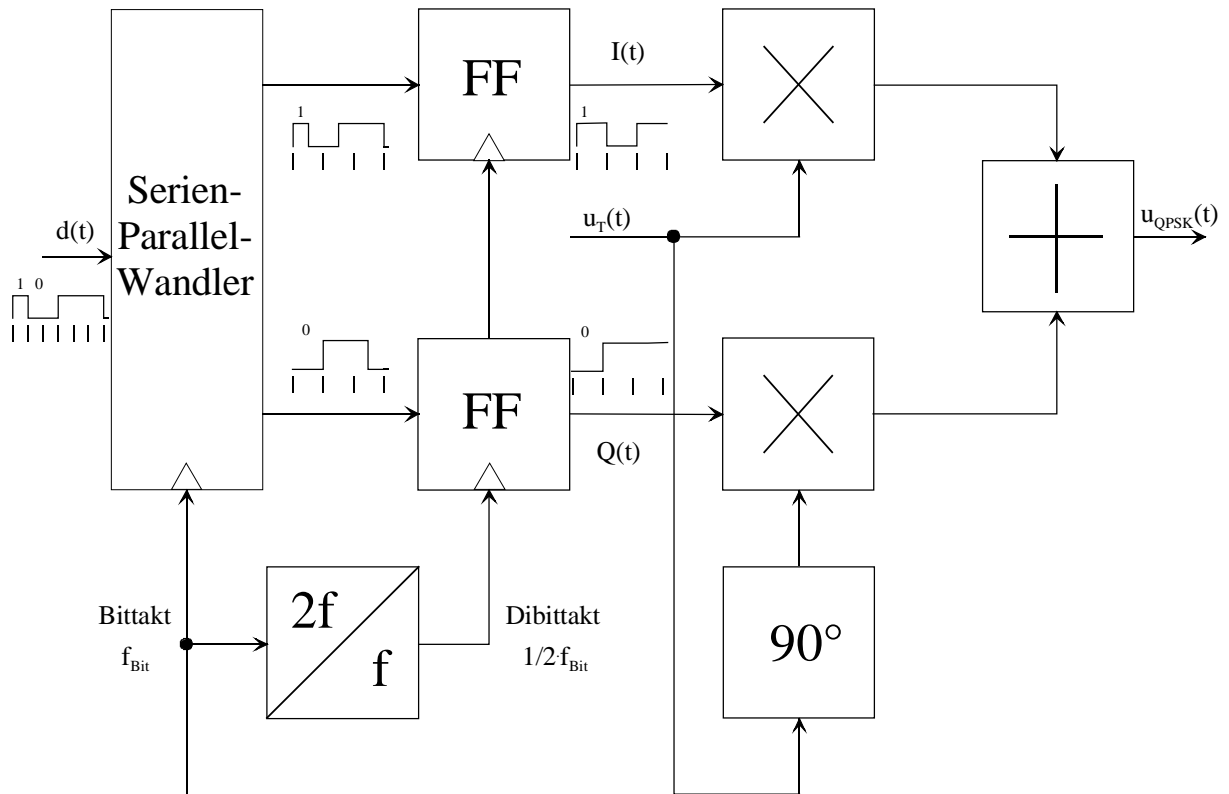 I(t)
FF
1
1
Serien-
Parallel-
Wandler
d(t)
u_T(t)
u_QPSK(t)
1 0
0
0
FF
Q(t)
2f
f
Bittakt
f_Bit
Dibittakt
1/2·f_Bit
90°